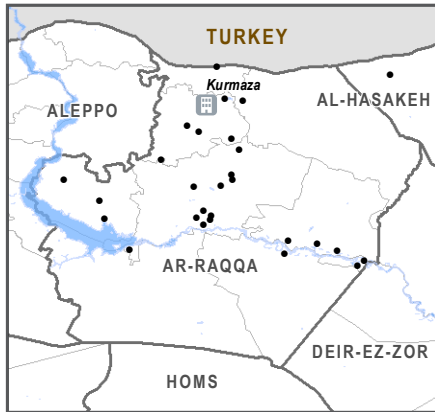 TURKEY
Kurmaza
AL-HASAKEH
ALEPPO
AR-RAQQA
DEIR-EZ-ZOR
HOMS